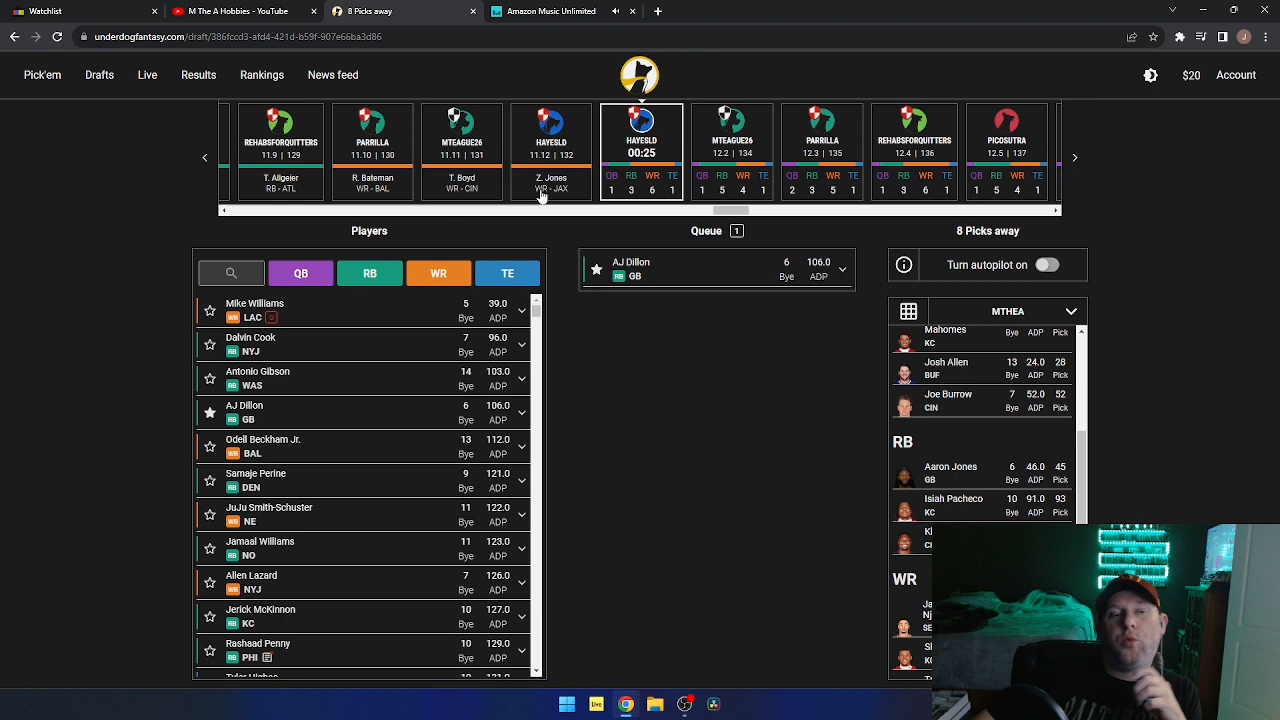 Watchlist
M The A Hobbies - YouTube
8 Picks away
Amazon Music Unlimited
underdogfantasy.com/draft/386fccd3-afd4-421d-b59f-907e66ba3d86
J
Pick'em Drafts Live Results Rankings News feed
$20 Account
REHABSFORQUITTERS
11.9 | 129
T. Allgeier
RB - ATL
PARRILLA
11.10 | 130
R. Bateman
WR - BAL
MTEAGUE26
11.11 | 131
T. Boyd
WR - CIN
HAYESLD
11.12 | 132
Z. Jones
WR - JAX
HAYESLD
00:25
QB RB WR TE
1 3 6 1
MTEAGUE26
12.2 | 134
QB RB WR TE
1 5 4 1
PARRILLA
12.3 | 135
QB RB WR TE
2 3 5 1
REHABSFORQUITTERS
12.4 | 136
QB RB WR TE
1 3 6 1
PICOSUTRA
12.5 | 137
QB RB WR TE
1 5 4 1
Players
QB RB WR TE
Mike Williams 5 39.0
WR LAC O Bye ADP
Dalvin Cook 7 96.0
RB NYJ Bye ADP
Antonio Gibson 14 103.0
RB WAS Bye ADP
AJ Dillon 6 106.0
RB GB Bye ADP
Odell Beckham Jr. 13 112.0
WR BAL Bye ADP
Samaje Perine 9 121.0
RB DEN Bye ADP
JuJu Smith-Schuster 11 122.0
WR NE Bye ADP
Jamaal Williams 11 123.0
RB NO Bye ADP
Allen Lazard 7 126.0
WR NYJ Bye ADP
Jerick McKinnon 10 127.0
RB KC Bye ADP
Rashaad Penny 10 129.0
RB PHI Bye ADP
Queue 1
AJ Dillon 6 106.0
RB GB Bye ADP
8 Picks away
Turn autopilot on
MTHEA
Mahomes Bye ADP Pick
KC
Josh Allen 13 24.0 28
BUF Bye ADP Pick
Joe Burrow 7 52.0 52
CIN Bye ADP Pick
RB
Aaron Jones 6 46.0 45
GB Bye ADP Pick
Isiah Pacheco 10 91.0 93
KC Bye ADP Pick
WR
Live